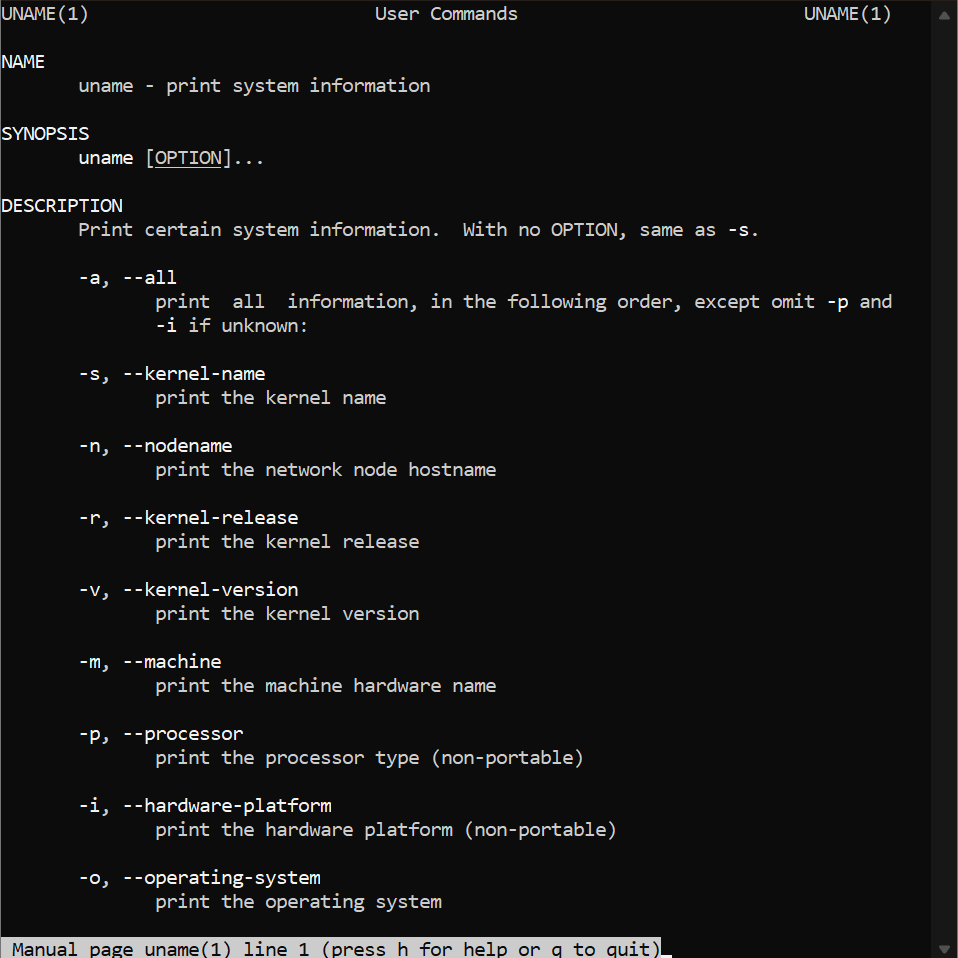 UNAME(1)                          User Commands                          UNAME(1)
NAME
uname - print system information
SYNOPSIS
uname [OPTION]...
DESCRIPTION
Print certain system information.  With no OPTION, same as -s.
-a, --all
print  all  information, in the following order, except omit -p and
-i if unknown:
-s, --kernel-name
print the kernel name
-n, --nodename
print the network node hostname
-r, --kernel-release
print the kernel release
-v, --kernel-version
print the kernel version
-m, --machine
print the machine hardware name
-p, --processor
print the processor type (non-portable)
-i, --hardware-platform
print the hardware platform (non-portable)
-o, --operating-system
print the operating system
Manual page uname(1) line 1 (press h for help or q to quit)